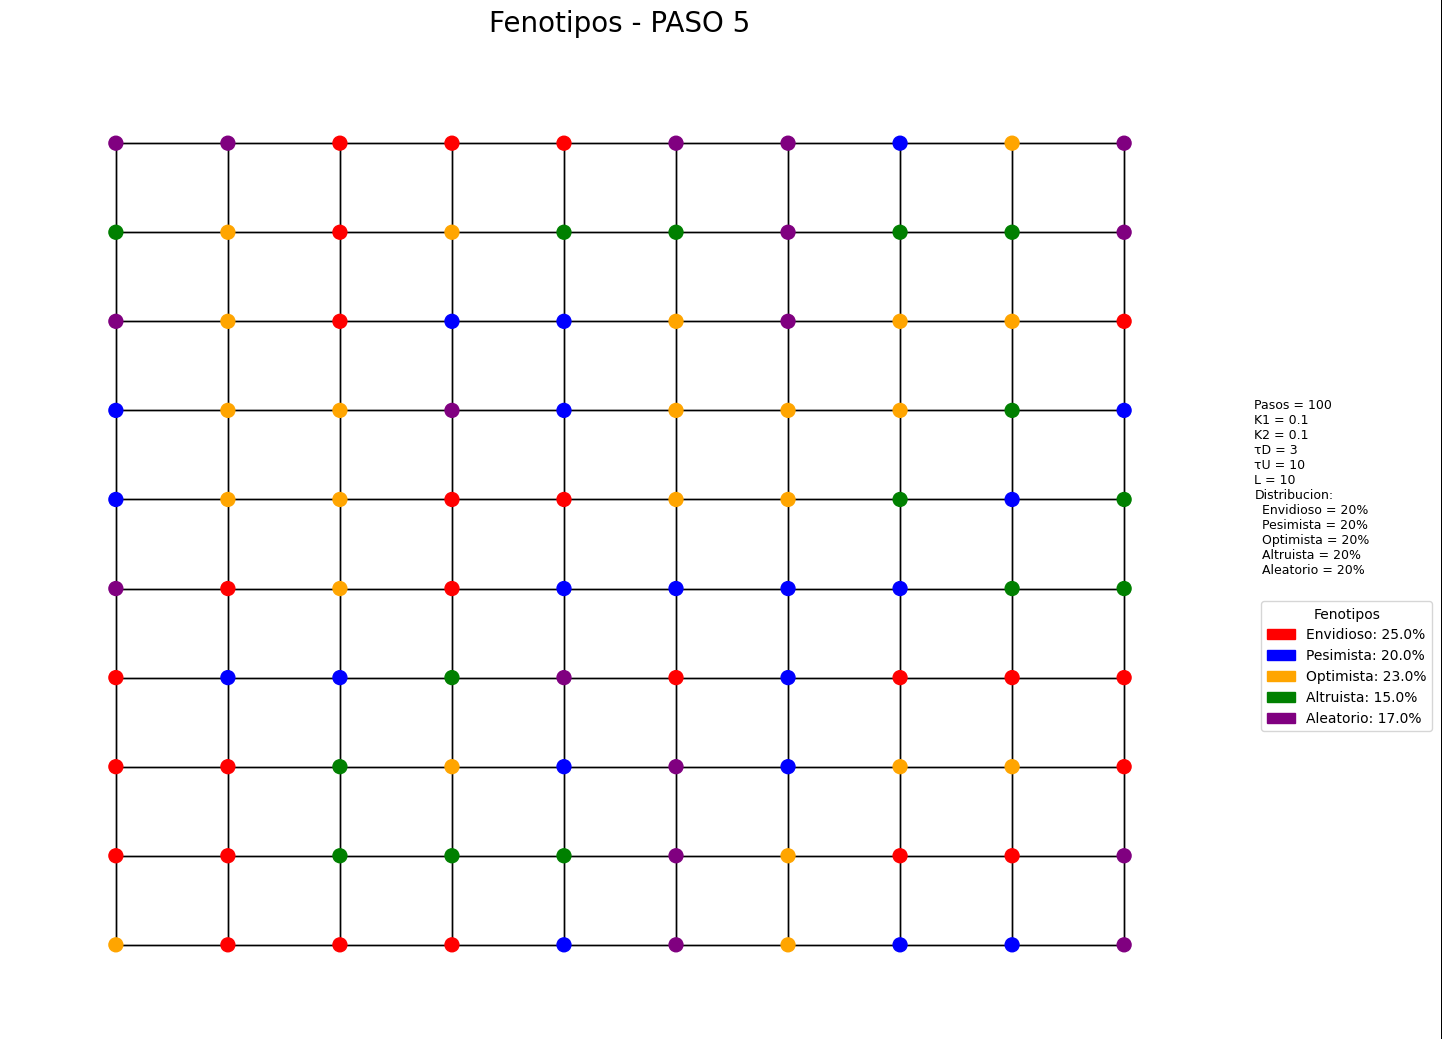 Fenotipos - PASO 5
Pasos = 100
K1 = 0.1
K2 = 0.1
τD = 3
τU = 10
L = 10
Distribucion:
Envidioso = 20%
Pesimista = 20%
Optimista = 20%
Altruista = 20%
Aleatorio = 20%
Fenotipos
Envidioso: 25.0%
Pesimista: 20.0%
Optimista: 23.0%
Altruista: 15.0%
Aleatorio: 17.0%